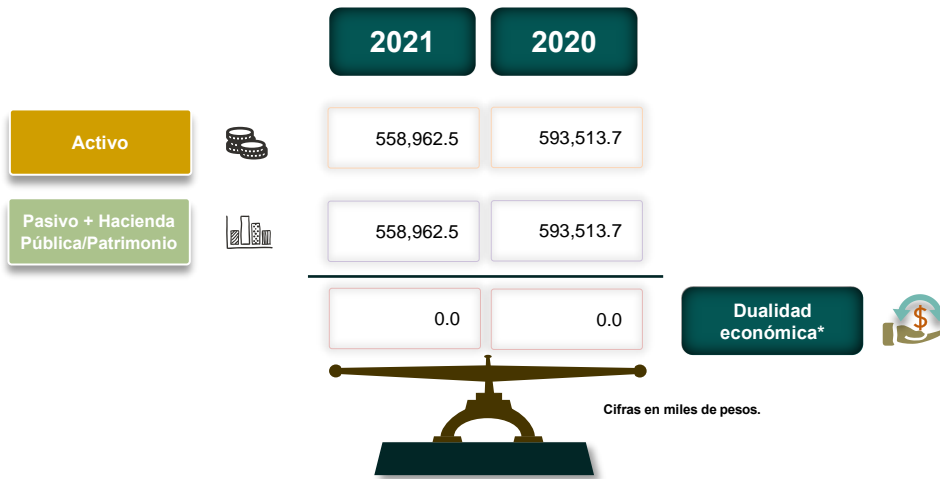 2021 2020
Activo 558,962.5 593,513.7
Pasivo + Hacienda
Pública/Patrimonio 558,962.5 593,513.7
0.0 0.0 Dualidad
económica*
$
Cifras en miles de pesos.